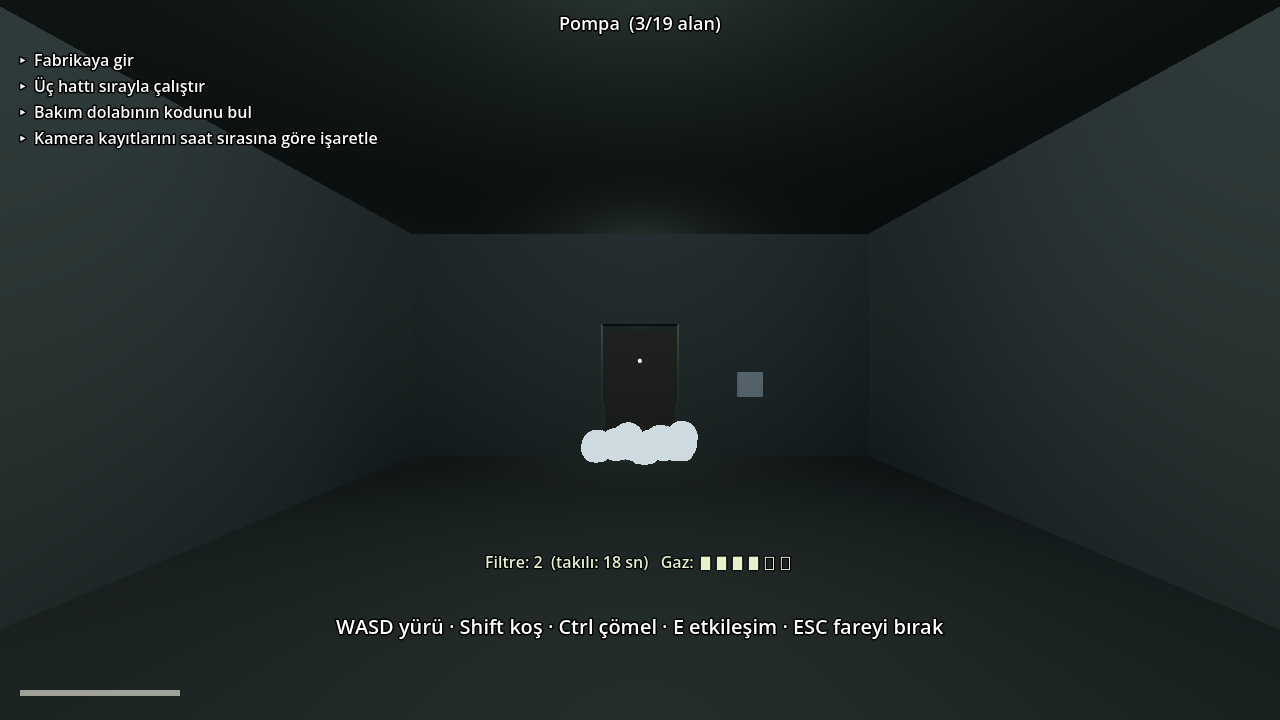 Pompa (3/19 alan)
▸ Fabrikaya gir
▸ Üç hattı sırayla çalıştır
▸ Bakım dolabının kodunu bul
▸ Kamera kayıtlarını saat sırasına göre işaretle
Filtre: 2 (takılı: 18 sn) Gaz: ▮▮▮▮▯▯
WASD yürü · Shift koş · Ctrl çömel · E etkileşim · ESC fareyi bırak